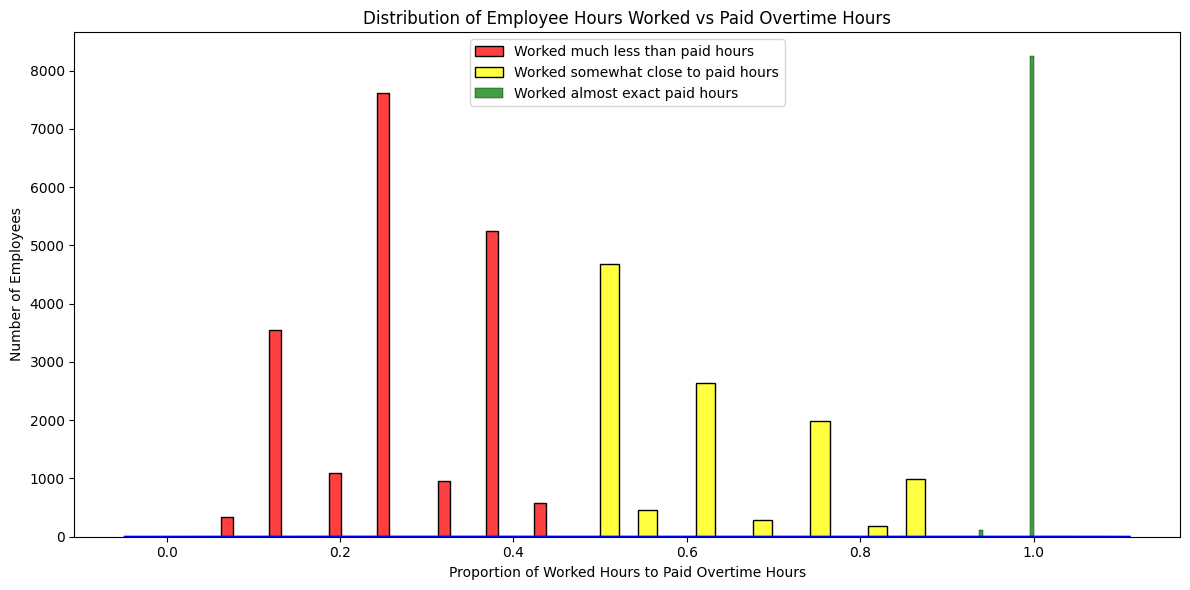 Distribution of Employee Hours Worked vs Paid Overtime Hours
Worked much less than paid hours
Worked somewhat close to paid hours
Worked almost exact paid hours
Number of Employees
8000
7000
6000
5000
4000
3000
2000
1000
0
0.0 0.2 0.4 0.6 0.8 1.0
Proportion of Worked Hours to Paid Overtime Hours